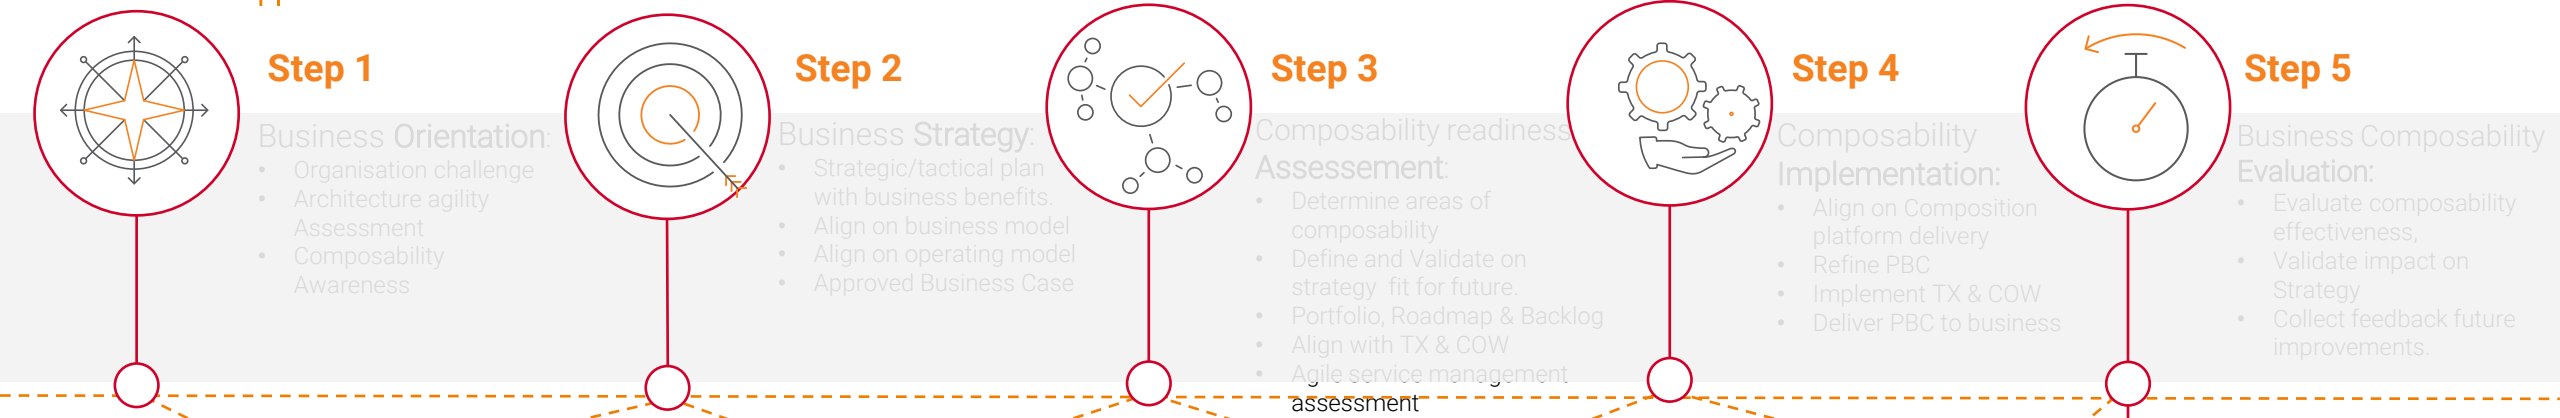 Step 1
Business Orientation:
• Organisation challenge
• Architecture agility
Assessment
• Composability
Awareness
Step 2
Business Strategy:
• Strategic/tactical plan
with business benefits.
• Align on business model
• Align on operating model
• Approved Business Case
Step 3
Composability readiness
Assessement:
• Determine areas of
composability
• Define and Validate on
strategy fit for future.
• Portfolio, Roadmap & Backlog
• Align with TX & COW
• Agile service management
assessment
Step 4
Composability
Implementation:
• Align on Composition
platform delivery
• Refine PBC
• Implement TX & COW
• Deliver PBC to business
Step 5
Business Composability
Evaluation:
• Evaluate composability
effectiveness,
• Validate impact on
Strategy
• Collect feedback future
improvements.